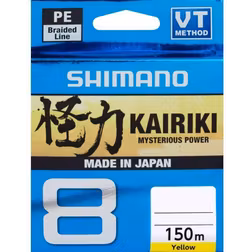 PE
Braided
Line
VT
METHOD
SHIMANO
怪力 KAIRIKI
MYSTERIOUS POWER
MADE IN JAPAN
8
150m
Yellow